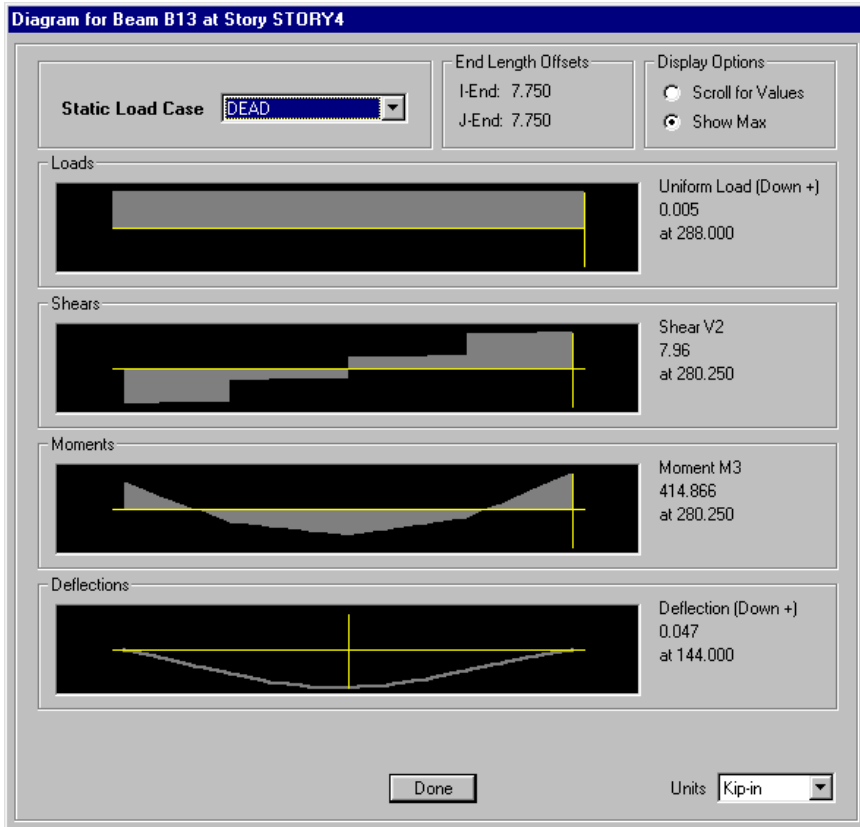 Diagram for Beam B13 at Story STORY4
Static Load Case DEAD
End Length Offsets
I-End: 7.750
J-End: 7.750
Display Options
Scroll for Values
Show Max
Loads
Uniform Load (Down +)
0.005
at 288.000
Shears
Shear V2
7.96
at 280.250
Moments
Moment M3
414.866
at 280.250
Deflections
Deflection (Down +)
0.047
at 144.000
Done
Units Kip-in